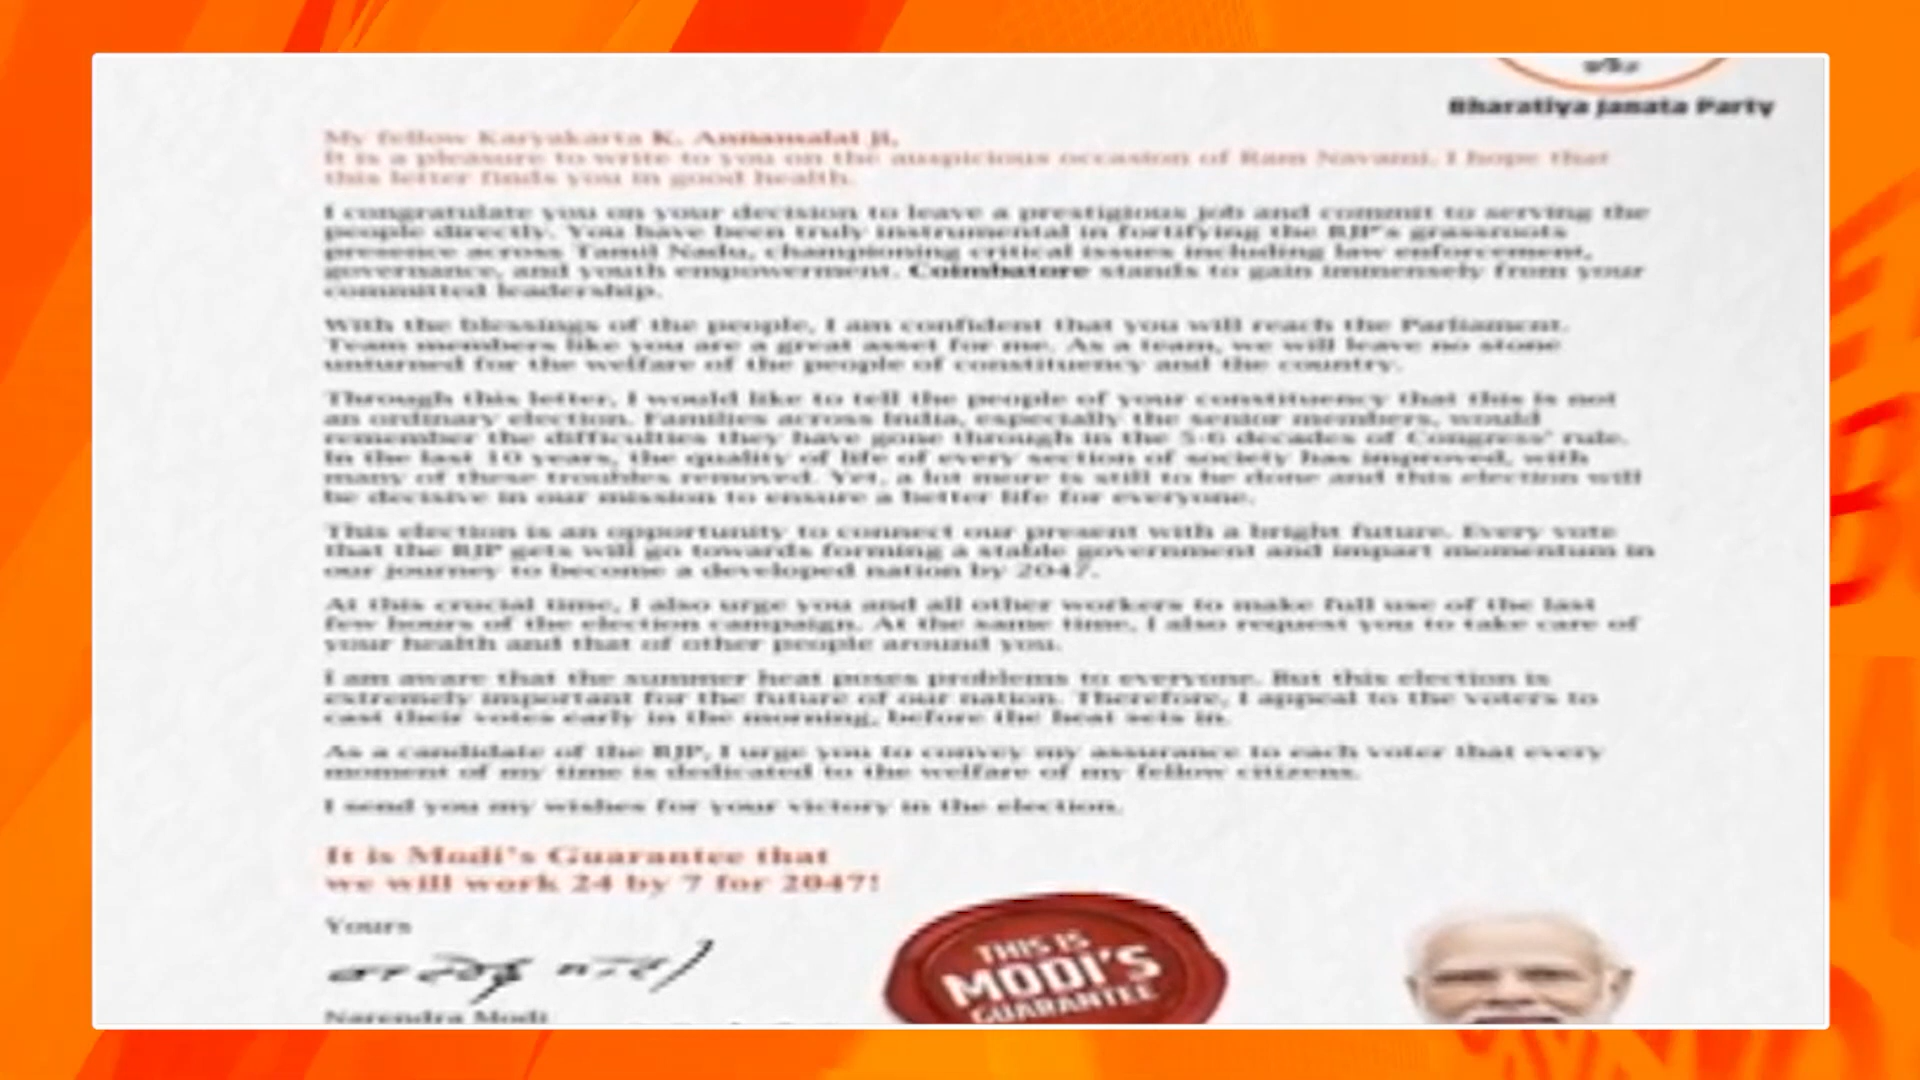 Bharatiya Janata Party
My fellow Karyakarta K. Annamalai ji,
It is a pleasure to write to you on the auspicious occasion of Ram Navami. I hope that
this letter finds you in good health.
I congratulate you on your decision to leave a prestigious job and commit to serving the
people directly. You have been truly instrumental in fortifying the BJP's grassroots
presence across Tamil Nadu, championing critical issues including law enforcement,
governance, and youth empowerment. Coimbatore stands to gain immensely from your
committed leadership.
With the blessings of the people, I am confident that you will reach the Parliament.
Team members like you are a great asset for me. As a team, we will leave no stone
unturned for the welfare of the people of constituency and the country.
Through this letter, I would like to tell the people of your constituency that this is not
an ordinary election. Families across India, especially the senior members, would
remember the difficulties they have gone through in the 5-6 decades of Congress' rule.
In the last 10 years, the quality of life of every section of society has improved, with
many of these troubles removed. Yet, a lot more is still to be done and this election will
be decisive in our mission to ensure a better life for everyone.
This election is an opportunity to connect our present with a bright future. Every vote
that the BJP gets will go towards forming a stable government and impart momentum in
our journey to become a developed nation by 2047.
At this crucial time, I also urge you and all other workers to make full use of the last
few hours of the election campaign. At the same time, I also request you to take care of
your health and that of other people around you.
I am aware that the summer heat poses problems to everyone. But this election is
extremely important for the future of our nation. Therefore, I appeal to the voters to
cast their votes early in the morning, before the heat sets in.
As a candidate of the BJP, I urge you to convey my assurance to each voter that every
moment of my time is dedicated to the welfare of my fellow citizens.
I send you my wishes for your victory in the election.
It is Modi's Guarantee that
we will work 24 by 7 for 2047!
Yours
Narendra Modi
THIS IS
MODI'S
GUARANTEE